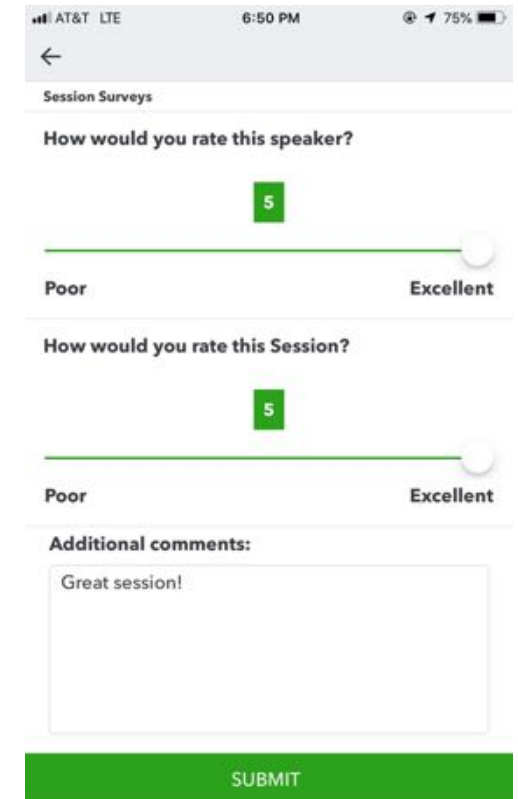 AT&T LTE 6:50 PM 75%
Session Surveys
How would you rate this speaker?
5
Poor Excellent
How would you rate this Session?
5
Poor Excellent
Additional comments:
Great session!
SUBMIT